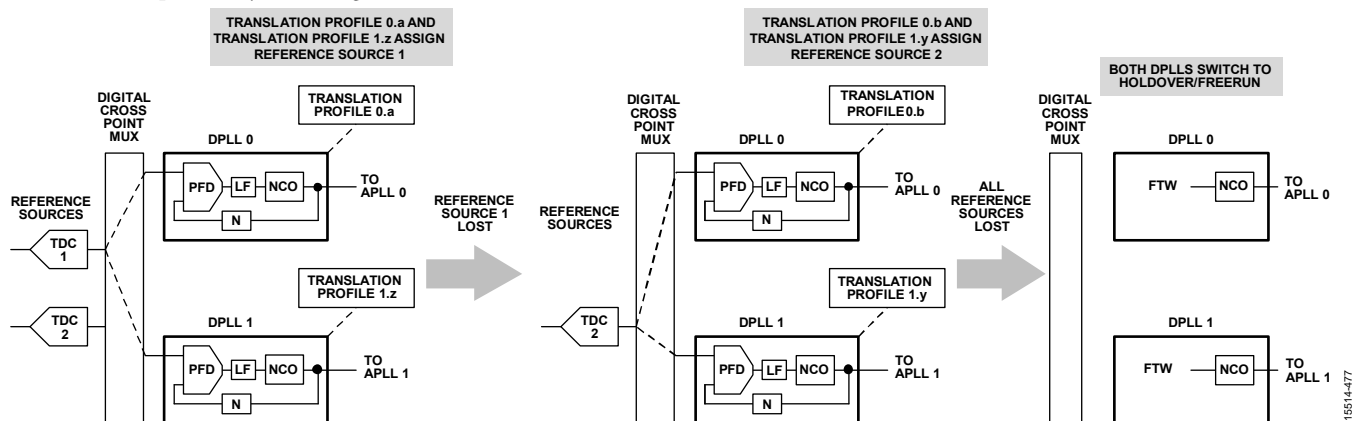 TRANSLATION PROFILE 0.a AND
TRANSLATION PROFILE 1.z ASSIGN
REFERENCE SOURCE 1
DIGITAL
CROSS
POINT
MUX
TRANSLATION
PROFILE 0.a
DPLL 0
PFD
LF
NCO
N
TO
APLL 0
REFERENCE
SOURCES
TDC
1
TDC
2
TRANSLATION
PROFILE 1.z
DPLL 1
PFD
LF
NCO
N
TO
APLL 1
REFERENCE
SOURCE 1
LOST
TRANSLATION PROFILE 0.b AND
TRANSLATION PROFILE 1.y ASSIGN
REFERENCE SOURCE 2
DIGITAL
CROSS
POINT
MUX
TRANSLATION
PROFILE0.b
DPLL 0
PFD
LF
NCO
N
TO
APLL 0
REFERENCE
SOURCES
TDC
2
TRANSLATION
PROFILE 1.y
DPLL 1
PFD
LF
NCO
N
TO
APLL 1
ALL
REFERENCE
SOURCES
LOST
BOTH DPLLS SWITCH TO
HOLDOVER/FREERUN
DIGITAL
CROSS
POINT
MUX
DPLL 0
FTW
NCO
TO
APLL 0
DPLL 1
FTW
NCO
TO
APLL 1
15514-477